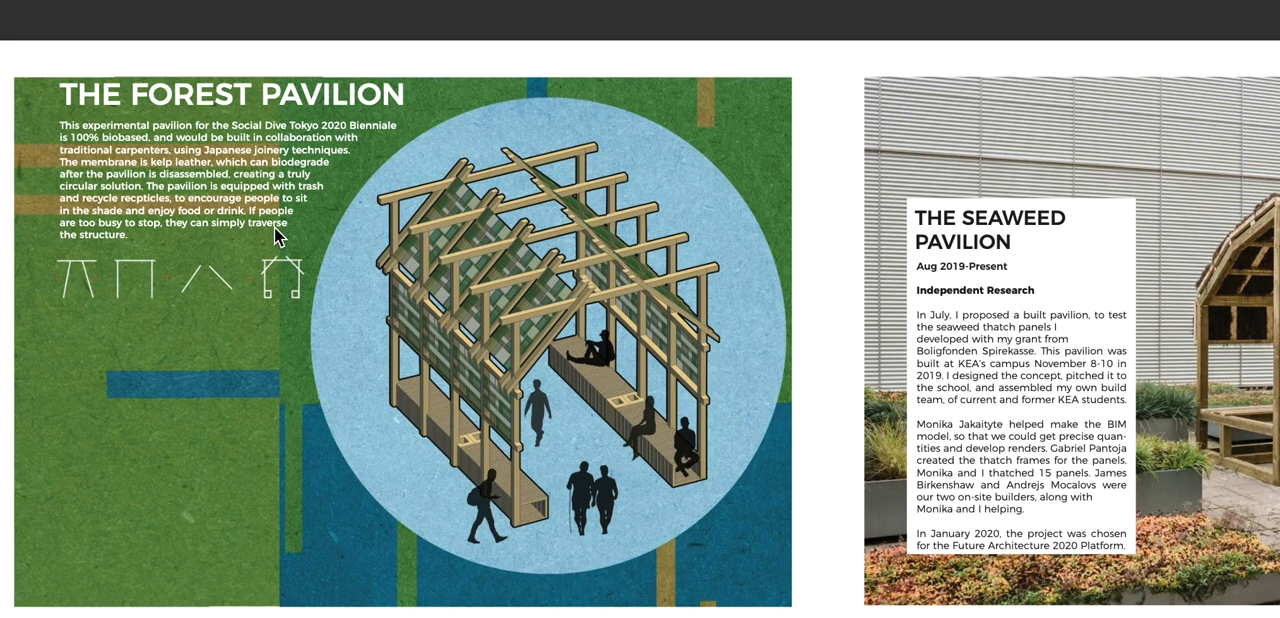 THE FOREST PAVILION
This experimental pavilion for the Social Dive Tokyo 2020 Bienniale
is 100% biobased, and would be built in collaboration with
traditional carpenters, using Japanese joinery techniques.
The membrane is kelp leather, which can biodegrade
after the pavilion is disassembled, creating a truly
circular solution. The pavilion is equipped with trash
and recycle recpticles, to encourage people to sit
in the shade and enjoy food or drink. If people
are too busy to stop, they can simply traverse
the structure.
THE SEAWEED
PAVILION
Aug 2019-Present
Independent Research
In July, I proposed a built pavilion, to test
the seaweed thatch panels I
developed with my grant from
Boligfonden Spirekasse. This pavilion was
built at KEA's campus November 8-10 in
2019. I designed the concept, pitched it to
the school, and assembled my own build
team, of current and former KEA students.
Monika Jakaityte helped make the BIM
model, so that we could get precise quan-
tities and develop renders. Gabriel Pantoja
created the thatch frames for the panels.
Monika and I thatched 15 panels. James
Birkenshaw and Andrejs Mocalovs were
our two on-site builders, along with
Monika and I helping.
In January 2020, the project was chosen
for the Future Architecture 2020 Platform.